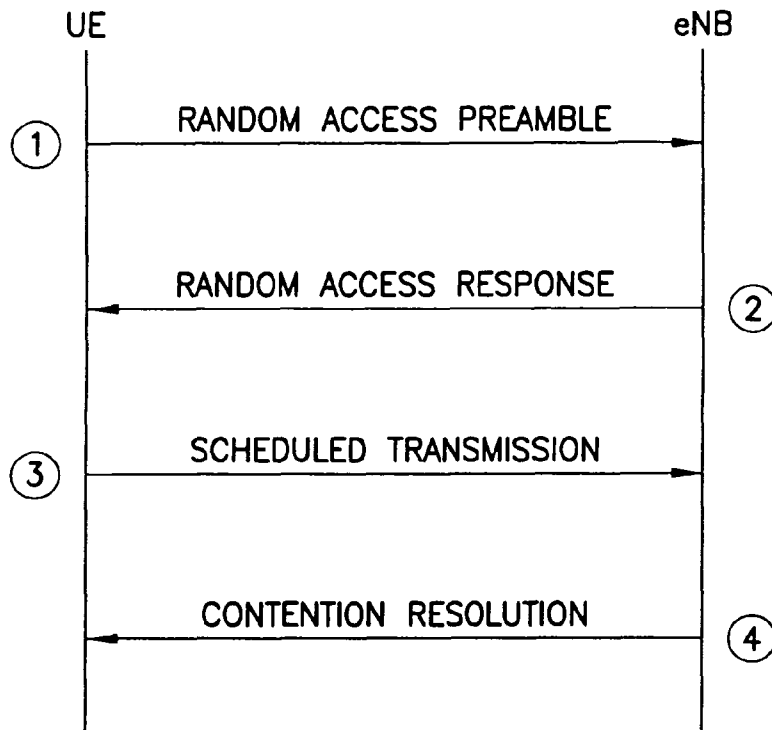 UE eNB
RANDOM ACCESS PREAMBLE
1
RANDOM ACCESS RESPONSE
2
SCHEDULED TRANSMISSION
3
CONTENTION RESOLUTION
4